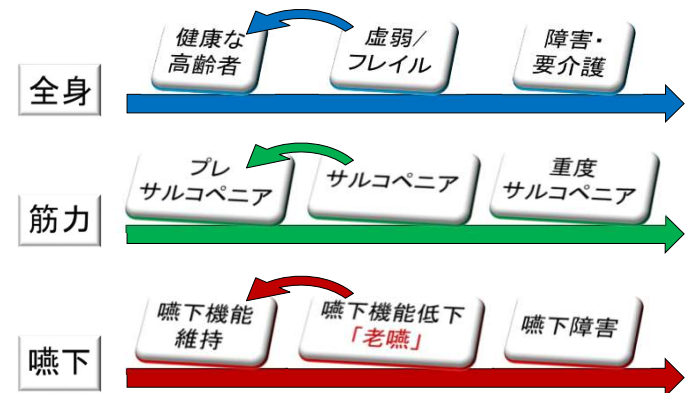 全身
健康な
高齢者
虚弱/
フレイル
障害・
要介護
筋力
プレ
サルコペニア
サルコペニア
重度
サルコペニア
嚥下
嚥下機能
維持
嚥下機能低下
「老嚥」
嚥下障害